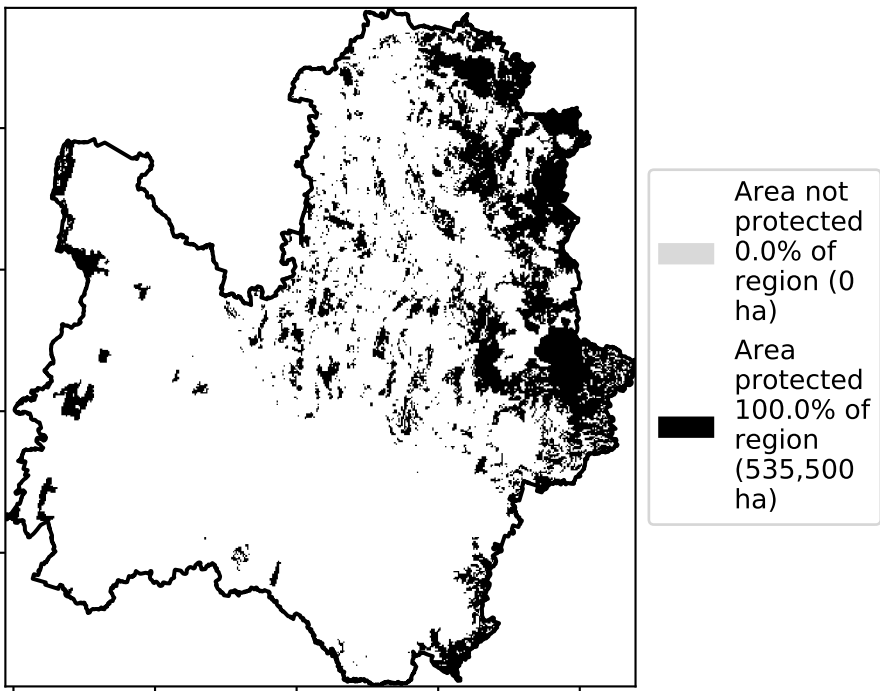 Area not
protected
0.0% of
region (0
ha)
Area
protected
100.0% of
region
(535,500
ha)